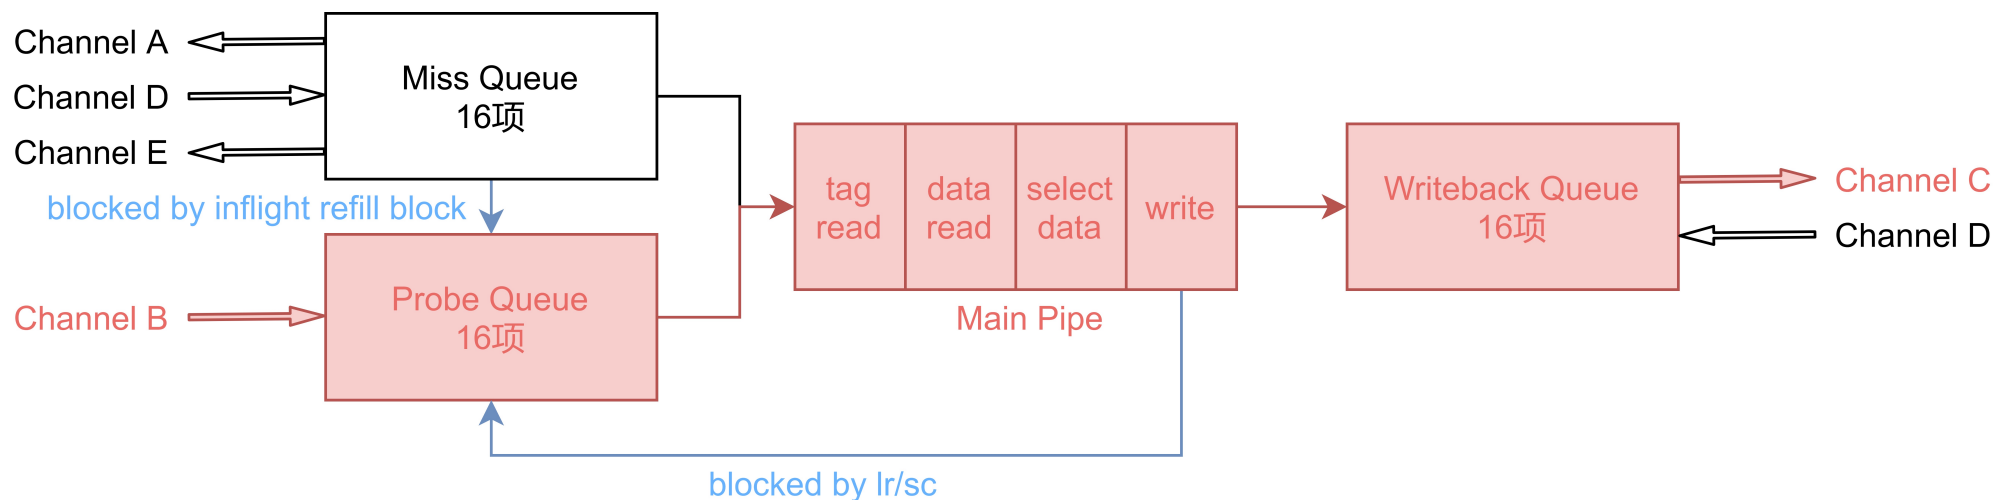 Channel A
Channel D
Channel E
Miss Queue
16项
blocked by inflight refill block
Channel B
Probe Queue
16项
tag
read
data
read
select
data
write
Main Pipe
blocked by lr/sc
Writeback Queue
16项
Channel C
Channel D